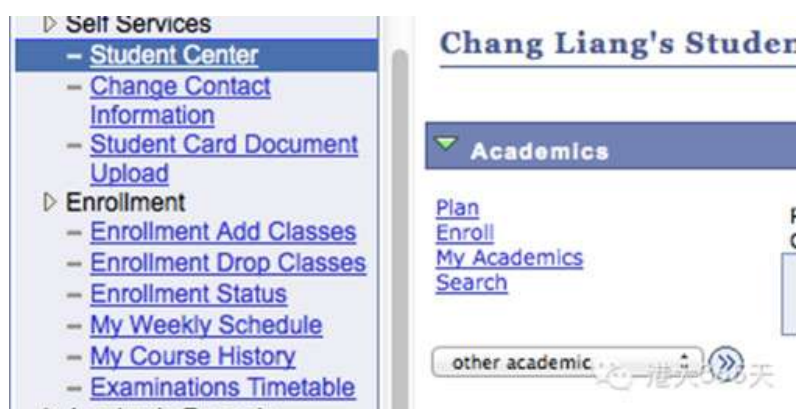 Self Services
Student Center
Change Contact
Information
Student Card Document
Upload
Enrollment
Enrollment Add Classes
Enrollment Drop Classes
Enrollment Status
My Weekly Schedule
My Course History
Examinations Timetable
Chang Liang's Studen
Academics
Plan
Enroll
My Academics
Search
other academic